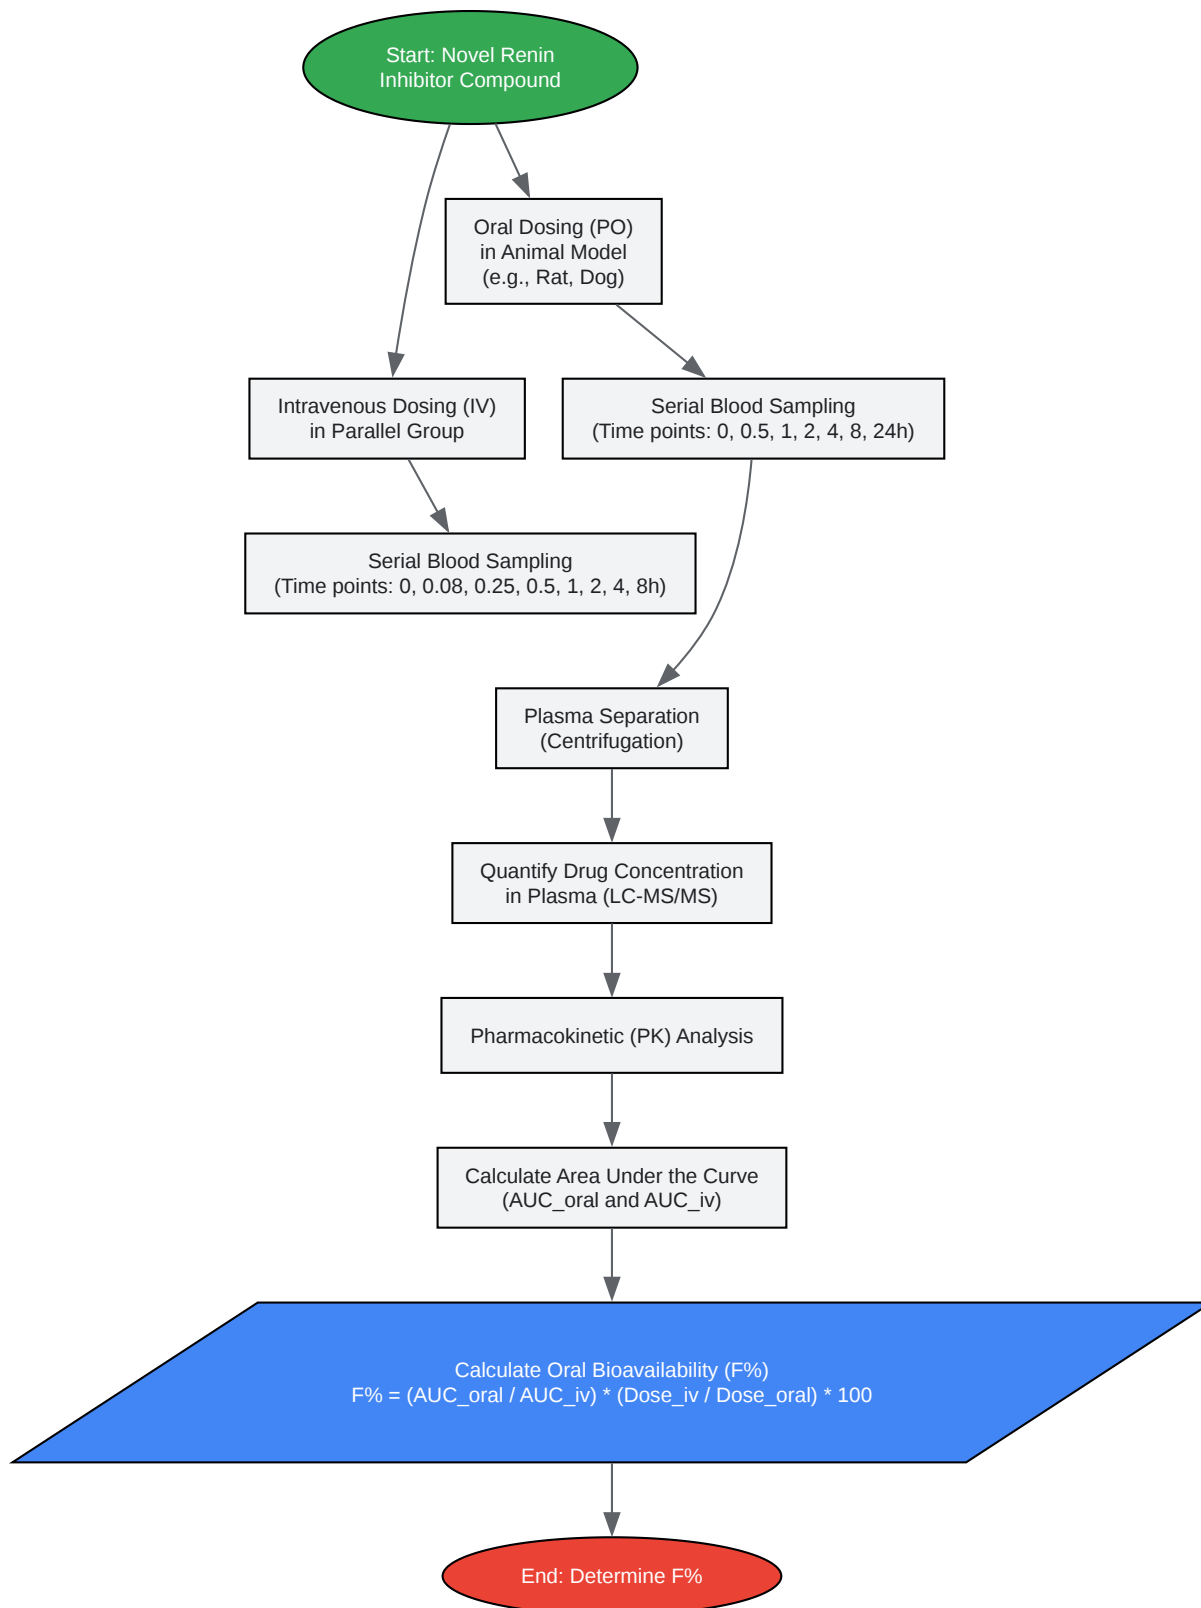 Start: Novel Renin
Inhibitor Compound
Oral Dosing (PO)
in Animal Model
(e.g., Rat, Dog)
Intravenous Dosing (IV)
in Parallel Group
Serial Blood Sampling
(Time points: 0, 0.5, 1, 2, 4, 8, 24h)
Serial Blood Sampling
(Time points: 0, 0.08, 0.25, 0.5, 1, 2, 4, 8h)
Plasma Separation
(Centrifugation)
Quantify Drug Concentration
in Plasma (LC-MS/MS)
Pharmacokinetic (PK) Analysis
Calculate Area Under the Curve
(AUC_oral and AUC_iv)
Calculate Oral Bioavailability (F%)
F% = (AUC_oral / AUC_iv) * (Dose_iv / Dose_oral) * 100
End: Determine F%